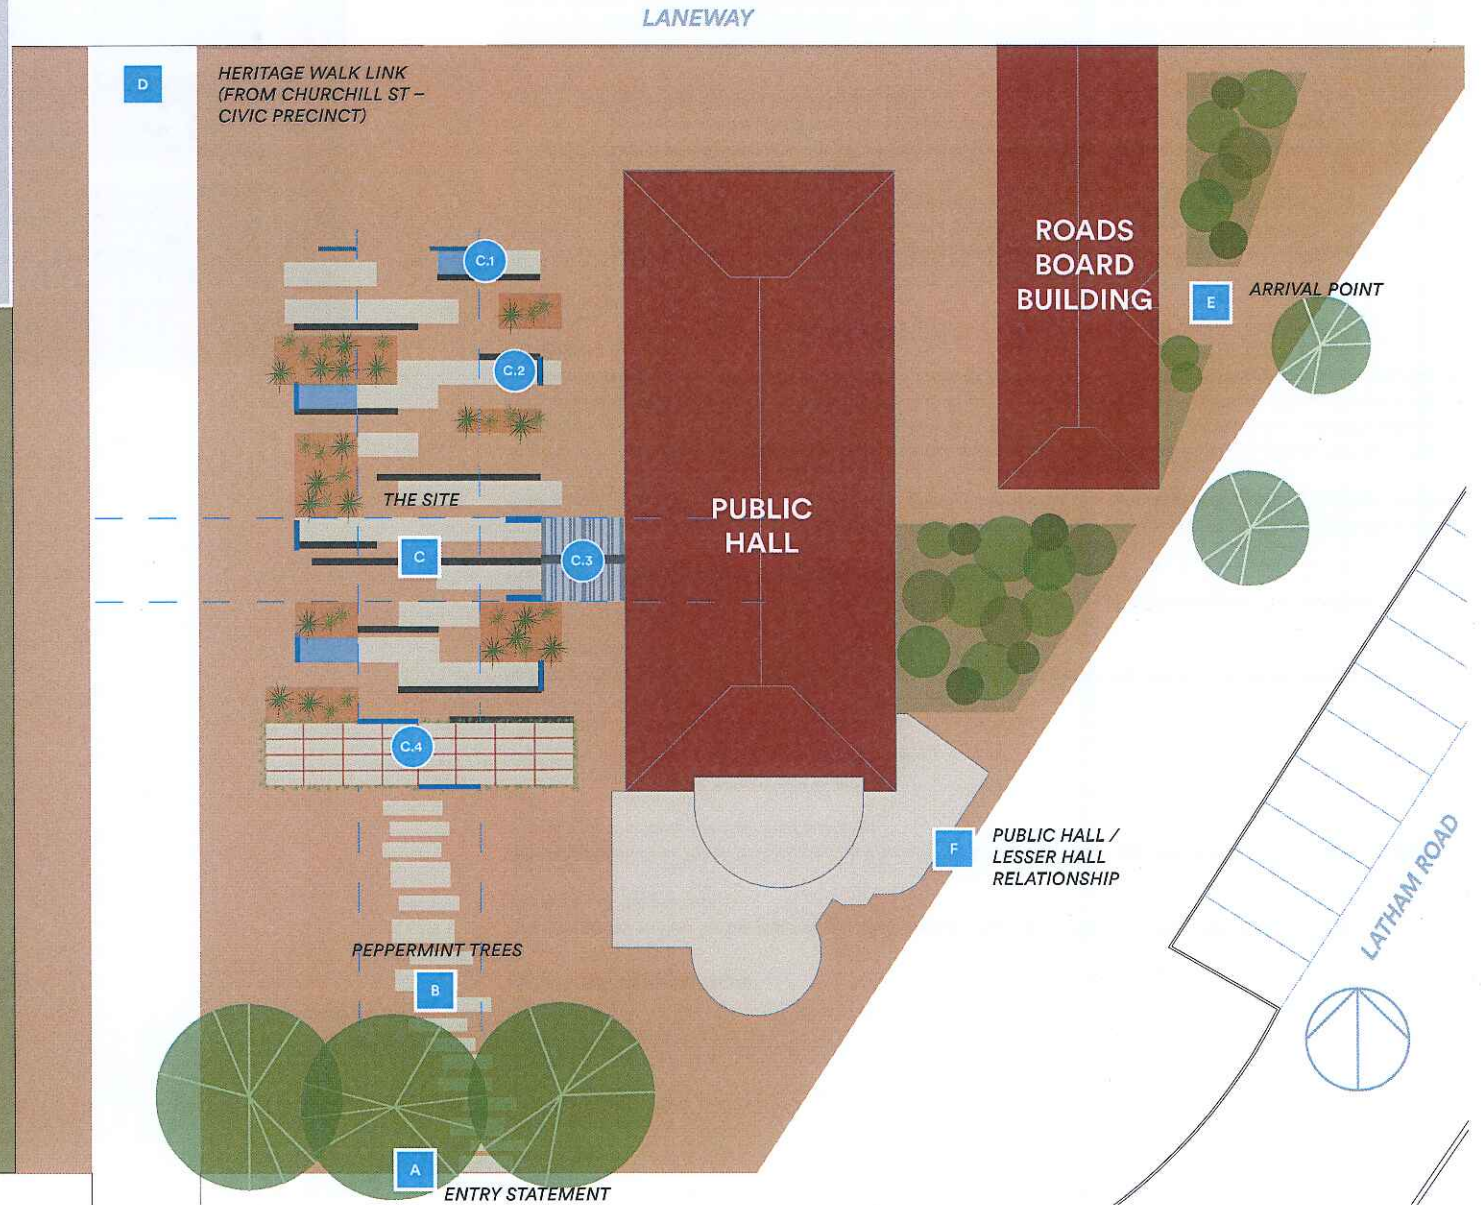 LANEWAY
D
HERITAGE WALK LINK
(FROM CHURCHILL ST –
CIVIC PRECINCT)
C.1
ROADS
BOARD
BUILDING
E
ARRIVAL POINT
C.2
THE SITE
PUBLIC
HALL
C
C.3
C.4
F
PUBLIC HALL /
LESSER HALL
RELATIONSHIP
LATHAM ROAD
PEPPERMINT TREES
B
A
ENTRY STATEMENT